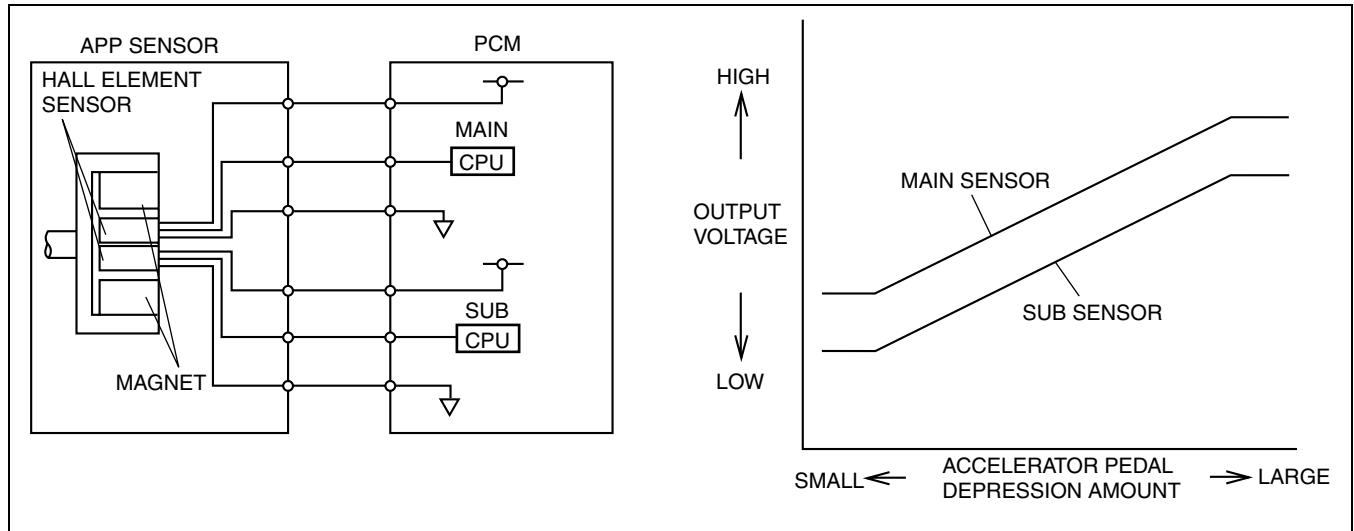 APP SENSOR
PCM
HALL ELEMENT
SENSOR
MAIN
CPU
SUB
CPU
MAGNET
HIGH
OUTPUT
VOLTAGE
LOW
MAIN SENSOR
SUB SENSOR
SMALL
ACCELERATOR PEDAL
DEPRESSION AMOUNT
LARGE